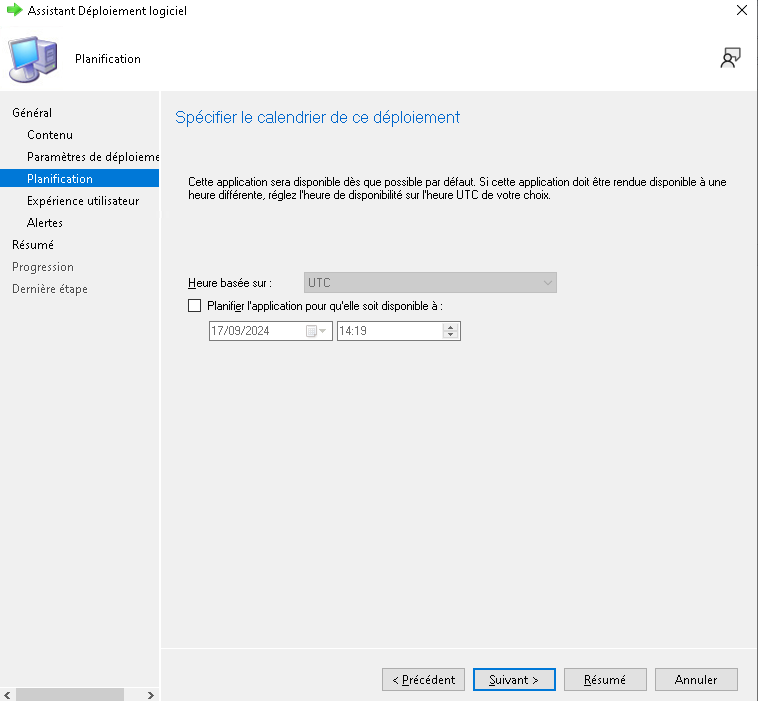 Assistant Déploiement logiciel
Planification
Général
Contenu
Paramètres de déploieme
Planification
Expérience utilisateur
Alertes
Résumé
Progression
Dernière étape
Spécifier le calendrier de ce déploiement
Cette application sera disponible dès que possible par défaut. Si cette application doit être rendue disponible à une
heure différente, réglez l'heure de disponibilité sur l'heure UTC de votre choix.
Heure basée sur : UTC
Planifier l'application pour qu'elle soit disponible à :
17/09/2024 14:19
< Précédent Suivant > Résumé Annuler